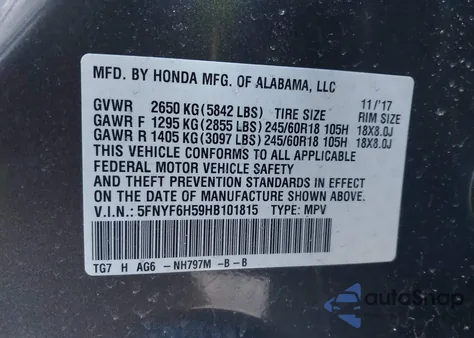 MFD. BY HONDA MFG. OF ALABAMA, LLC
11/'17
GVWR 2650 KG(5842 LBS) TIRE SIZE RIM SIZE
GAWR F 1295 KG(2855 LBS)245/60R18 105H 18X8.0J
GAWR R 1405 KG(3097 LBS)245/60R18 105H 18X8.0J
THIS VEHICLE CONFORMS TO ALL APPLICABLE
FEDERAL MOTOR VEHICLE SAFETY
AND THEFT PREVENTION STANDARDS IN EFFECT
ON THE DATE OF MANUFACTURE SHOWN ABOVE.
V.I.N.: 5FNYF6H59HB101815 TYPE: MPV
TG7 H AG6 -NH797M -B -B
autoSnap